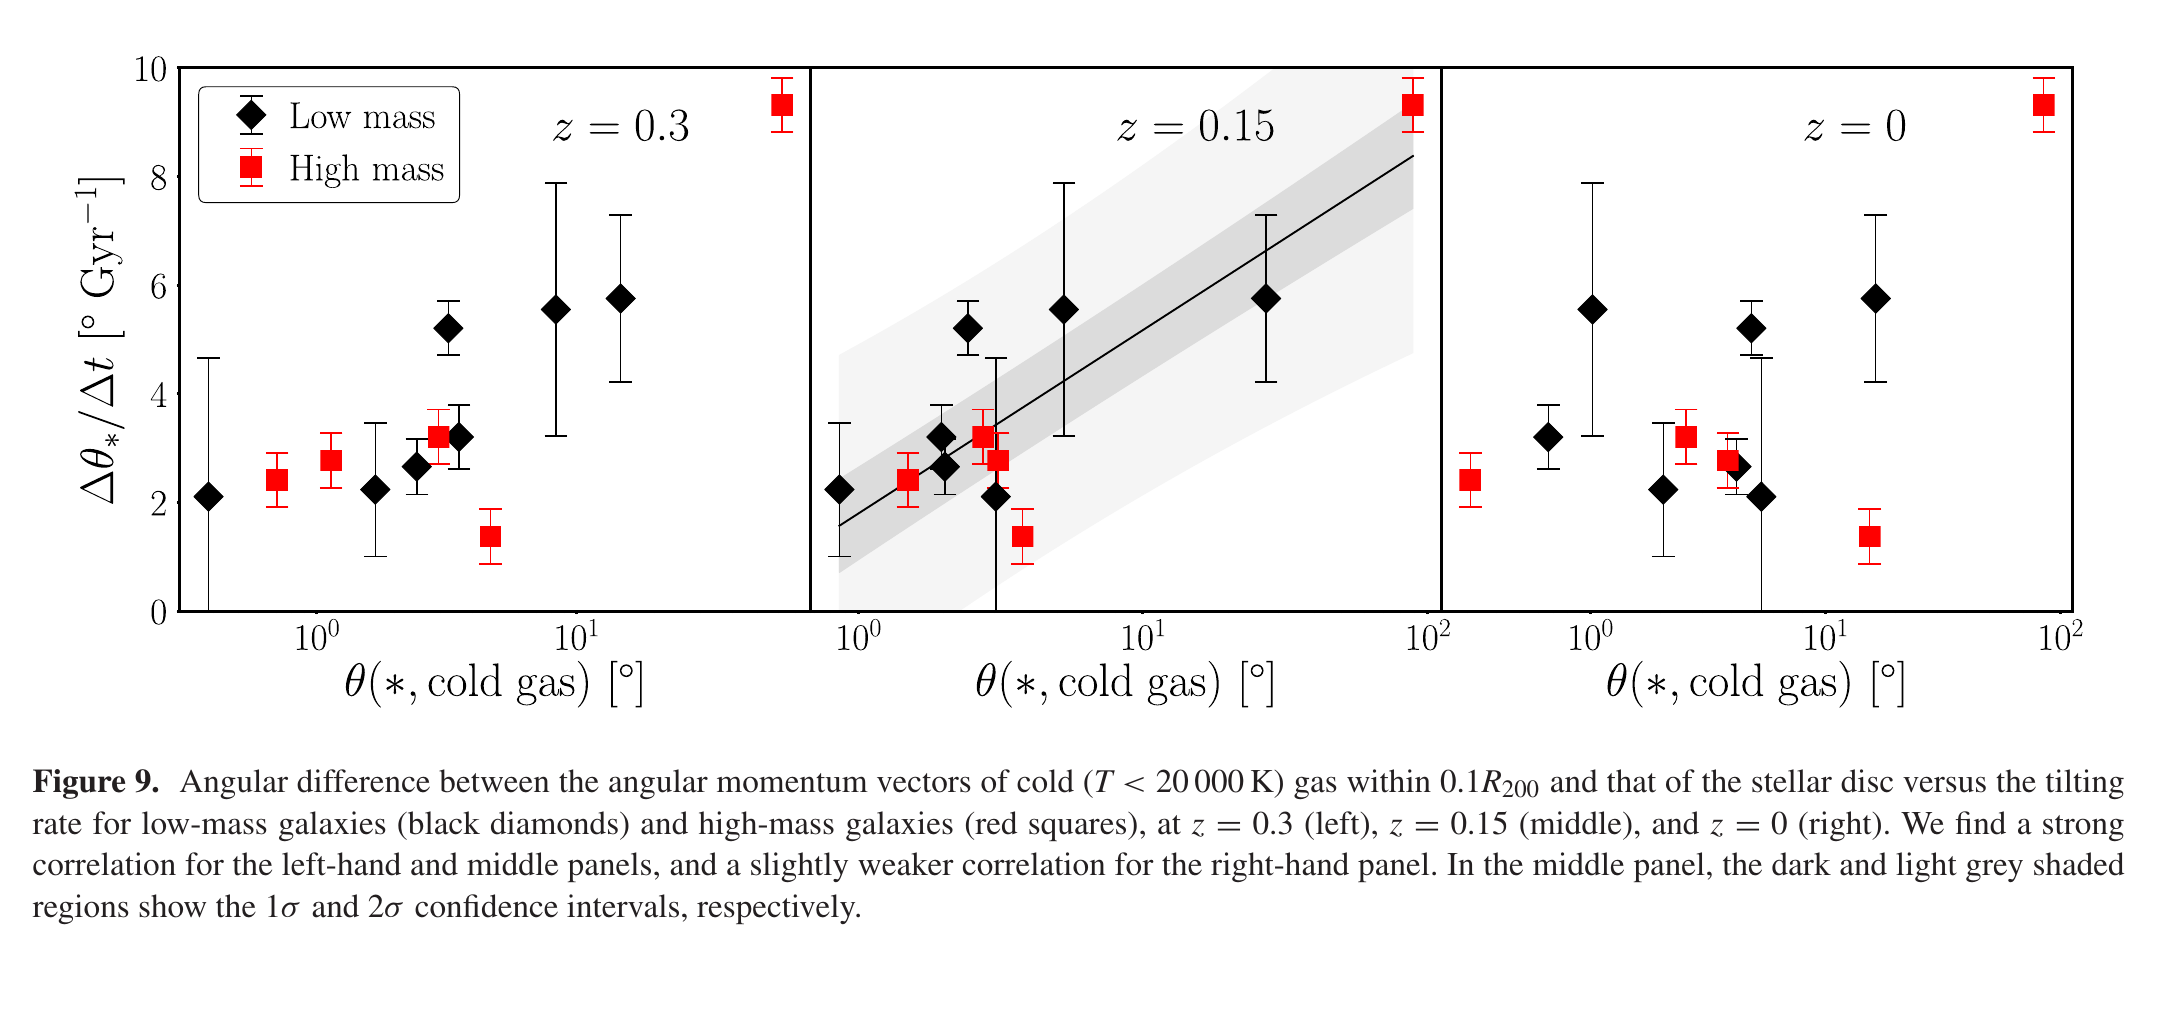 10
8
6
4
2
0
Δθ∗/Δt [° Gyr⁻¹]
Low mass
High mass
z = 0.3
z = 0.15
z = 0
10⁰ 10¹
10⁰ 10¹ 10²
10⁰ 10¹ 10²
θ(∗, cold gas) [°]
θ(∗, cold gas) [°]
θ(∗, cold gas) [°]
Figure 9. Angular difference between the angular momentum vectors of cold (T < 20 000 K) gas within 0.1R₂₀₀ and that of the stellar disc versus the tilting
rate for low-mass galaxies (black diamonds) and high-mass galaxies (red squares), at z = 0.3 (left), z = 0.15 (middle), and z = 0 (right). We find a strong
correlation for the left-hand and middle panels, and a slightly weaker correlation for the right-hand panel. In the middle panel, the dark and light grey shaded
regions show the 1σ and 2σ confidence intervals, respectively.